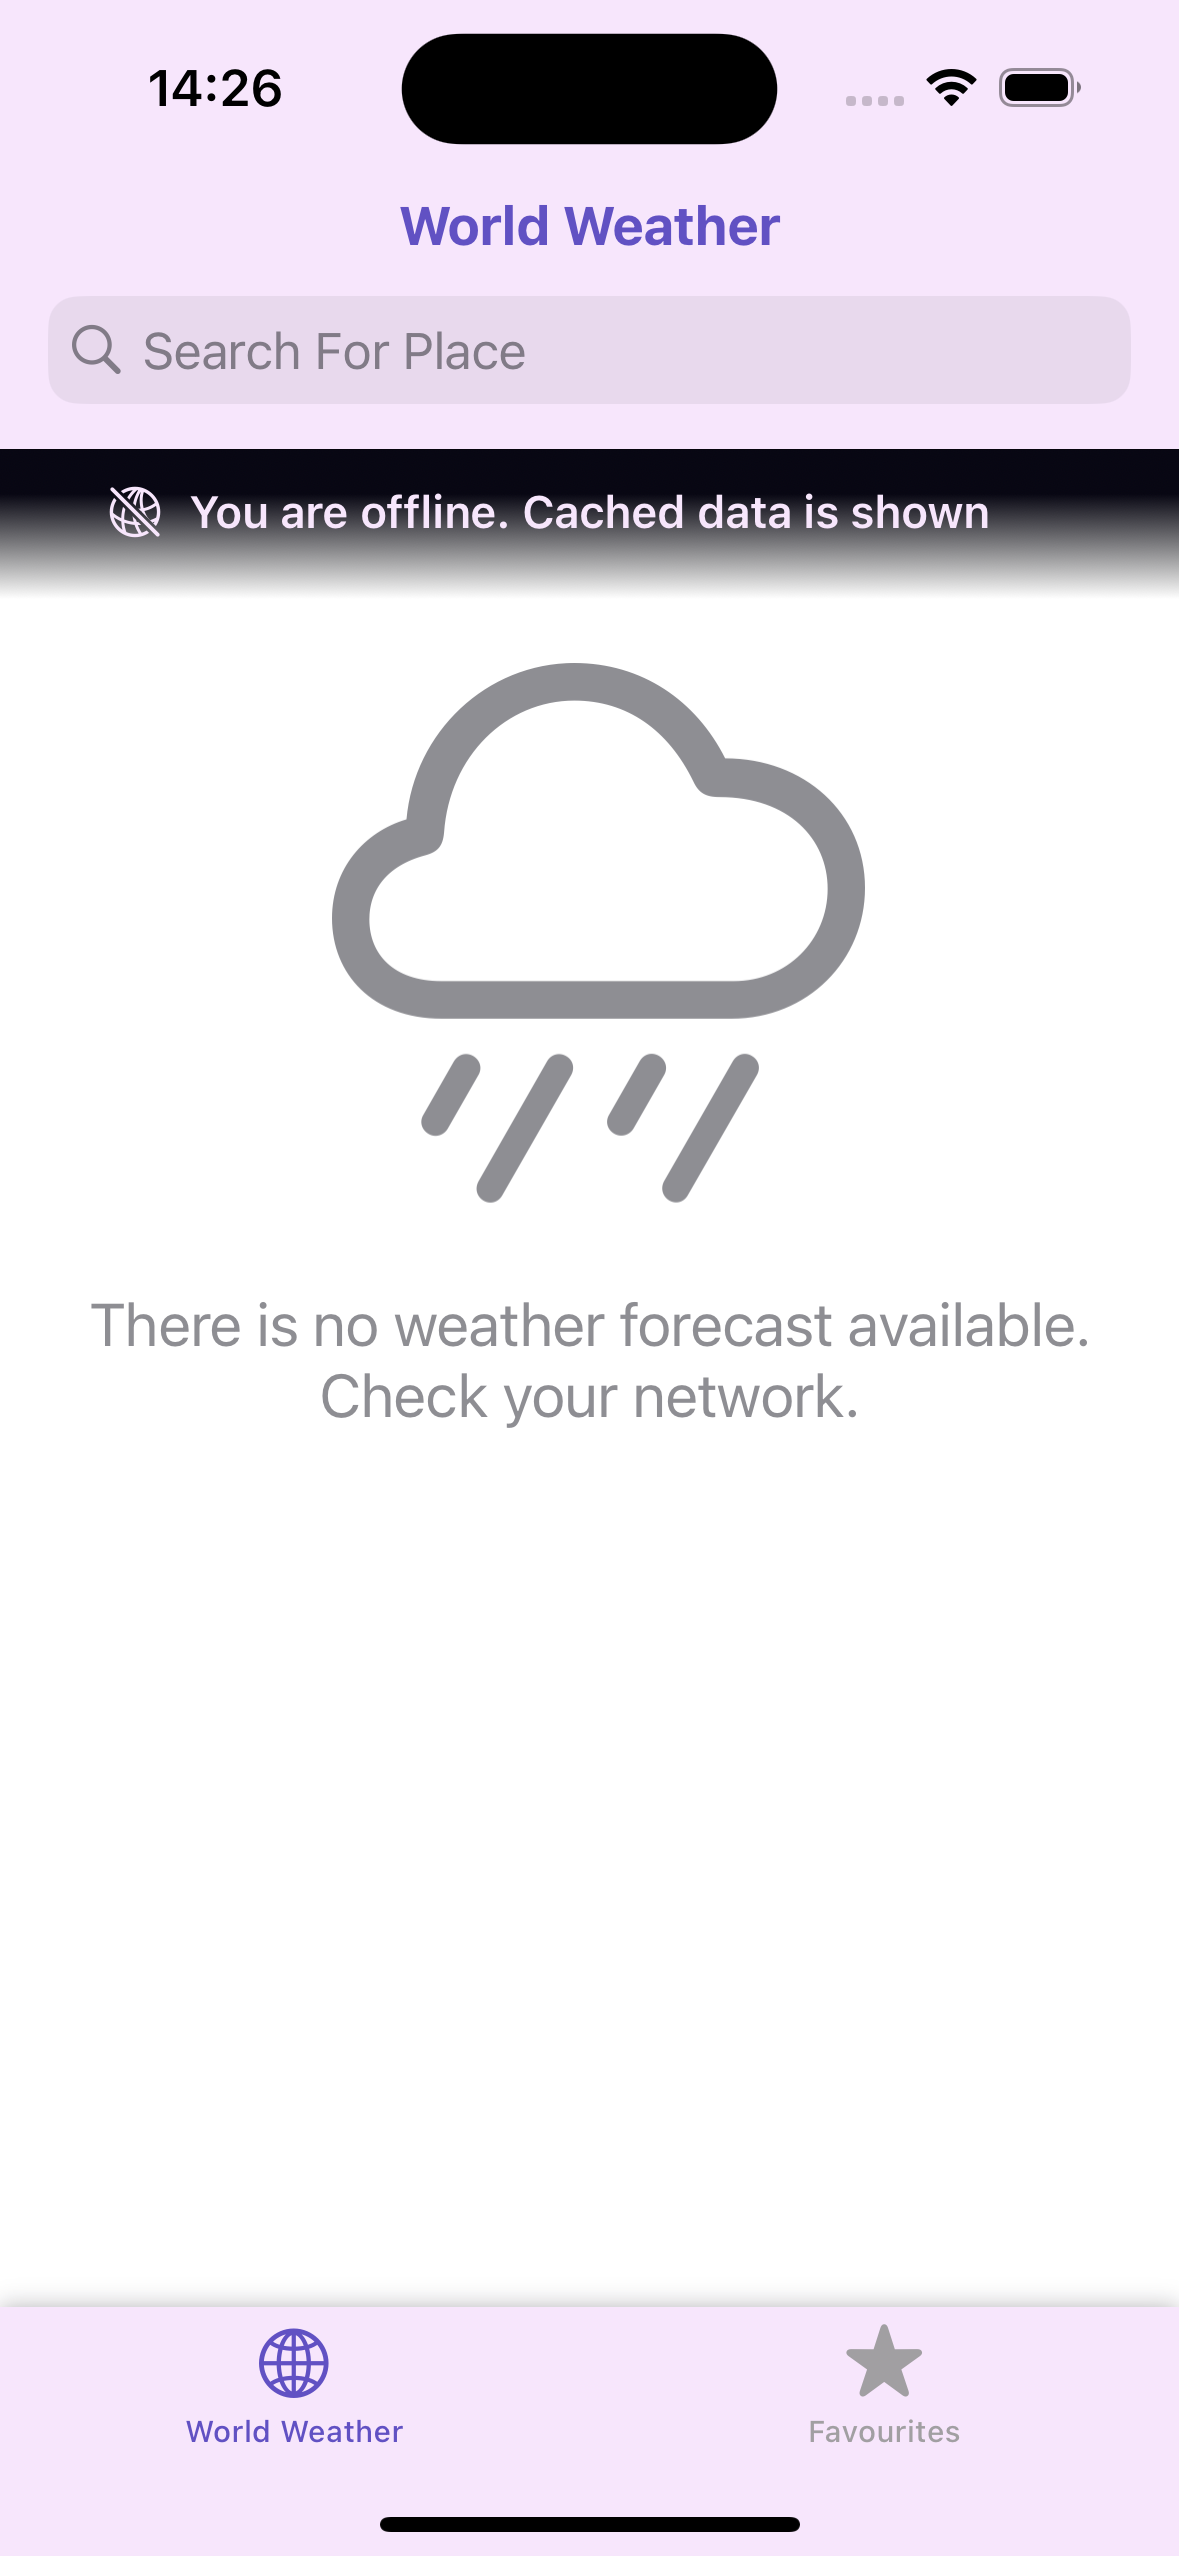 14:26
World Weather
Search For Place
You are offline. Cached data is shown
There is no weather forecast available.
Check your network.
World Weather
Favourites